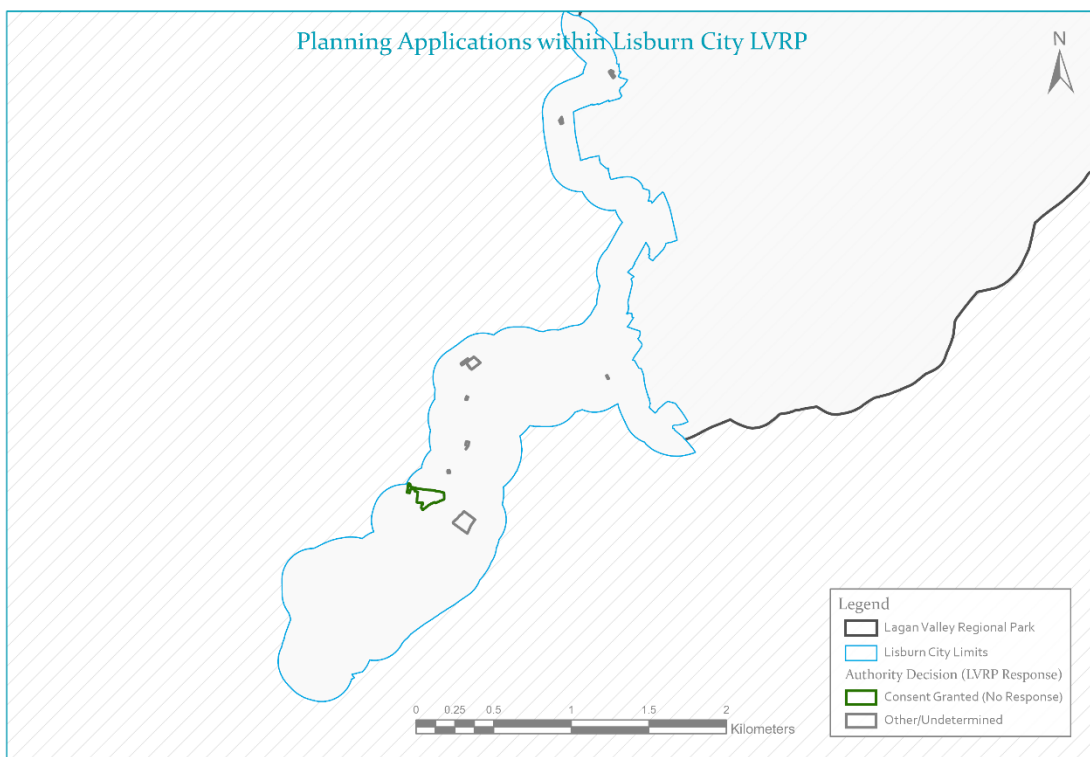 Planning Applications within Lisburn City LVRP
N
Legend
Lagan Valley Regional Park
Lisburn City Limits
Authority Decision (LVRP Response)
Consent Granted (No Response)
Other/Undetermined
0 0.25 0.5 1 1.5 2
Kilometers